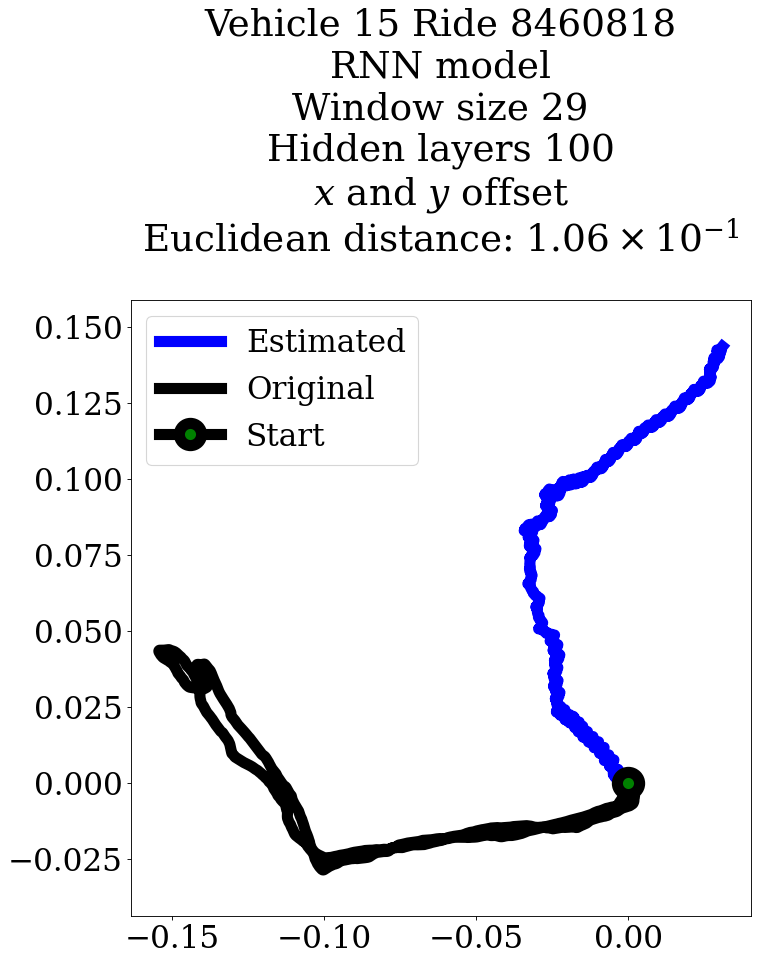 Vehicle 15 Ride 8460818
RNN model
Window size 29
Hidden layers 100
x and y offset
Euclidean distance: 1.06 × 10⁻¹
Estimated
Original
Start
0.150
0.125
0.100
0.075
0.050
0.025
0.000
−0.025
−0.15 −0.10 −0.05 0.00